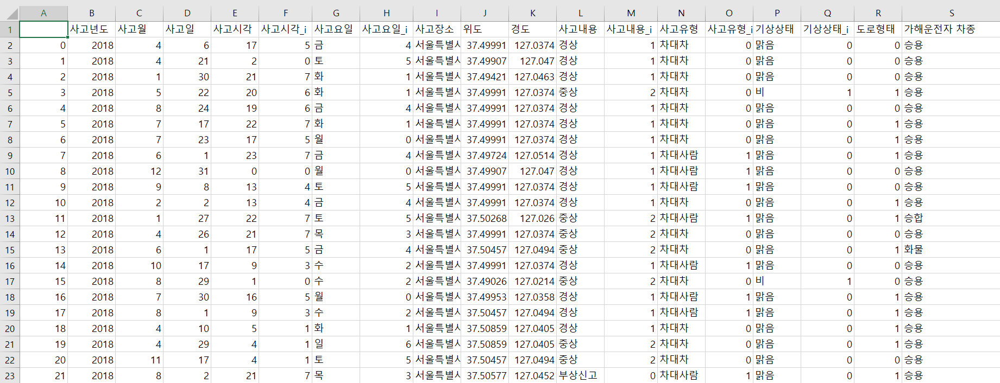 A B C D E F G H I J K L M N O P Q R S
1 사고년도 사고월 사고일 사고시각 사고시각_i 사고요일 사고요일_i 사고장소 위도 경도 사고내용 사고내용_i 사고유형 사고유형_i 기상상태 기상상태_i 도로형태 가해운전자 차종
2 0 2018 4 6 17 5 금 4 서울특별시 37.49991 127.0374 경상 1 차대차 0 맑음 0 0 승용
3 1 2018 4 21 2 0 토 5 서울특별시 37.49907 127.047 경상 1 차대차 0 맑음 0 0 승용
4 2 2018 1 30 21 7 화 1 서울특별시 37.49421 127.0463 경상 1 차대차 0 맑음 0 0 승용
5 3 2018 5 22 20 6 화 1 서울특별시 37.49991 127.0374 중상 2 차대차 0 비 1 1 승용
6 4 2018 8 24 19 6 금 4 서울특별시 37.49991 127.0374 경상 1 차대차 0 맑음 0 0 승용
7 5 2018 7 17 22 7 화 1 서울특별시 37.49991 127.0374 경상 1 차대차 0 맑음 0 1 승용
8 6 2018 7 23 17 5 월 0 서울특별시 37.49991 127.0374 경상 1 차대차 0 맑음 0 1 승용
9 7 2018 6 1 23 7 금 4 서울특별시 37.49724 127.0514 경상 1 차대사람 1 맑음 0 1 승용
10 8 2018 12 31 0 0 월 0 서울특별시 37.49907 127.047 경상 1 차대사람 1 맑음 0 0 승용
11 9 2018 9 8 13 4 토 5 서울특별시 37.49991 127.0374 경상 1 차대사람 1 맑음 0 0 승용
12 10 2018 2 2 13 4 금 4 서울특별시 37.49991 127.0374 경상 1 차대차 0 맑음 0 1 승용
13 11 2018 1 27 22 7 토 5 서울특별시 37.50268 127.026 중상 2 차대사람 1 맑음 0 1 승합
14 12 2018 4 26 21 7 목 3 서울특별시 37.49991 127.0374 중상 2 차대차 0 맑음 0 0 승용
15 13 2018 6 1 17 5 금 4 서울특별시 37.50457 127.0494 중상 2 차대차 0 맑음 0 1 화물
16 14 2018 10 17 9 3 수 2 서울특별시 37.49991 127.0374 경상 1 차대사람 1 맑음 0 0 승용
17 15 2018 8 29 1 0 수 2 서울특별시 37.49026 127.0214 중상 2 차대차 0 비 1 0 승용
18 16 2018 7 30 16 5 월 0 서울특별시 37.49953 127.0358 경상 1 차대사람 1 맑음 0 1 승용
19 17 2018 8 1 9 3 수 2 서울특별시 37.50457 127.0494 경상 1 차대사람 1 맑음 0 1 승용
20 18 2018 4 10 5 1 화 1 서울특별시 37.50859 127.0405 경상 1 차대차 0 맑음 0 1 승용
21 19 2018 4 29 4 1 일 6 서울특별시 37.50859 127.0405 중상 2 차대차 0 맑음 0 1 승용
22 20 2018 11 17 4 1 토 5 서울특별시 37.50457 127.0494 중상 2 차대차 0 맑음 0 0 승용
23 21 2018 8 2 21 7 목 3 서울특별시 37.50577 127.0452 부상신고 0 차대사람 1 맑음 0 1 승용